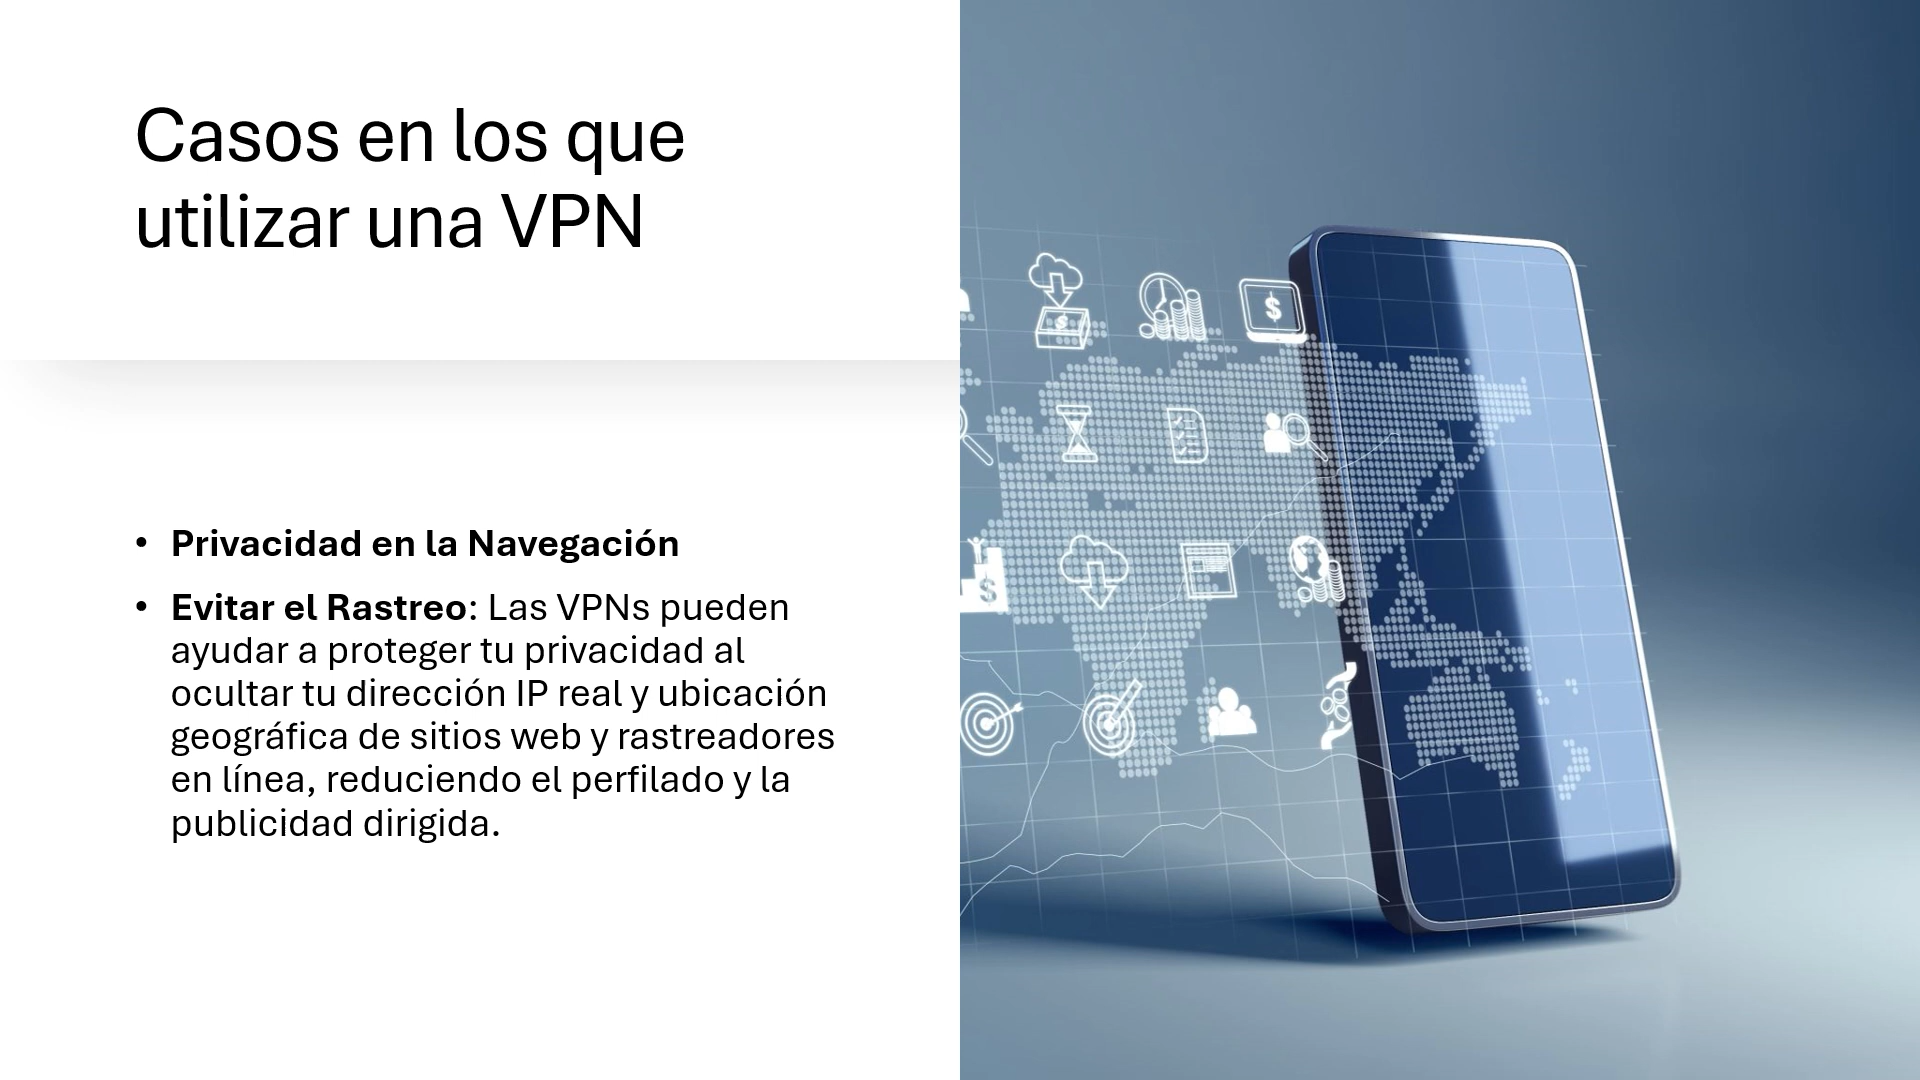 Casos en los que
utilizar una VPN
• Privacidad en la Navegación
• Evitar el Rastreo: Las VPNs pueden
ayudar a proteger tu privacidad al
ocultar tu dirección IP real y ubicación
geográfica de sitios web y rastreadores
en línea, reduciendo el perfilado y la
publicidad dirigida.